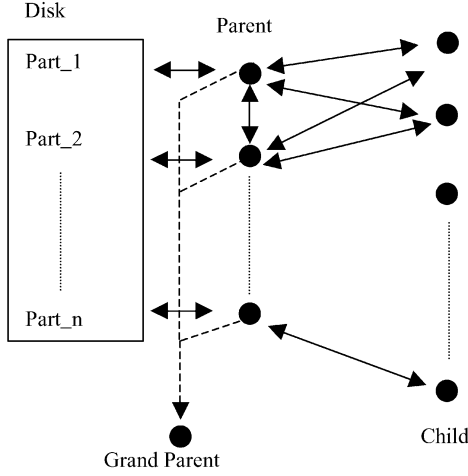 Disk
Parent
Part_1
Part_2
Part_n
Child
Grand Parent